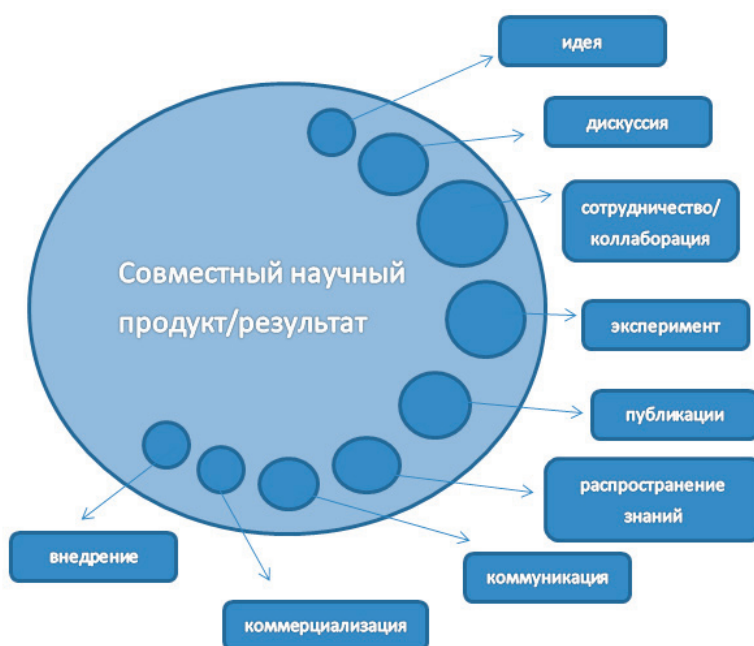 идея
дискуссия
сотрудничество/
коллаборация
Совместный научный
продукт/результат
эксперимент
публикации
распространение
знаний
внедрение
коммуникация
коммерциализация